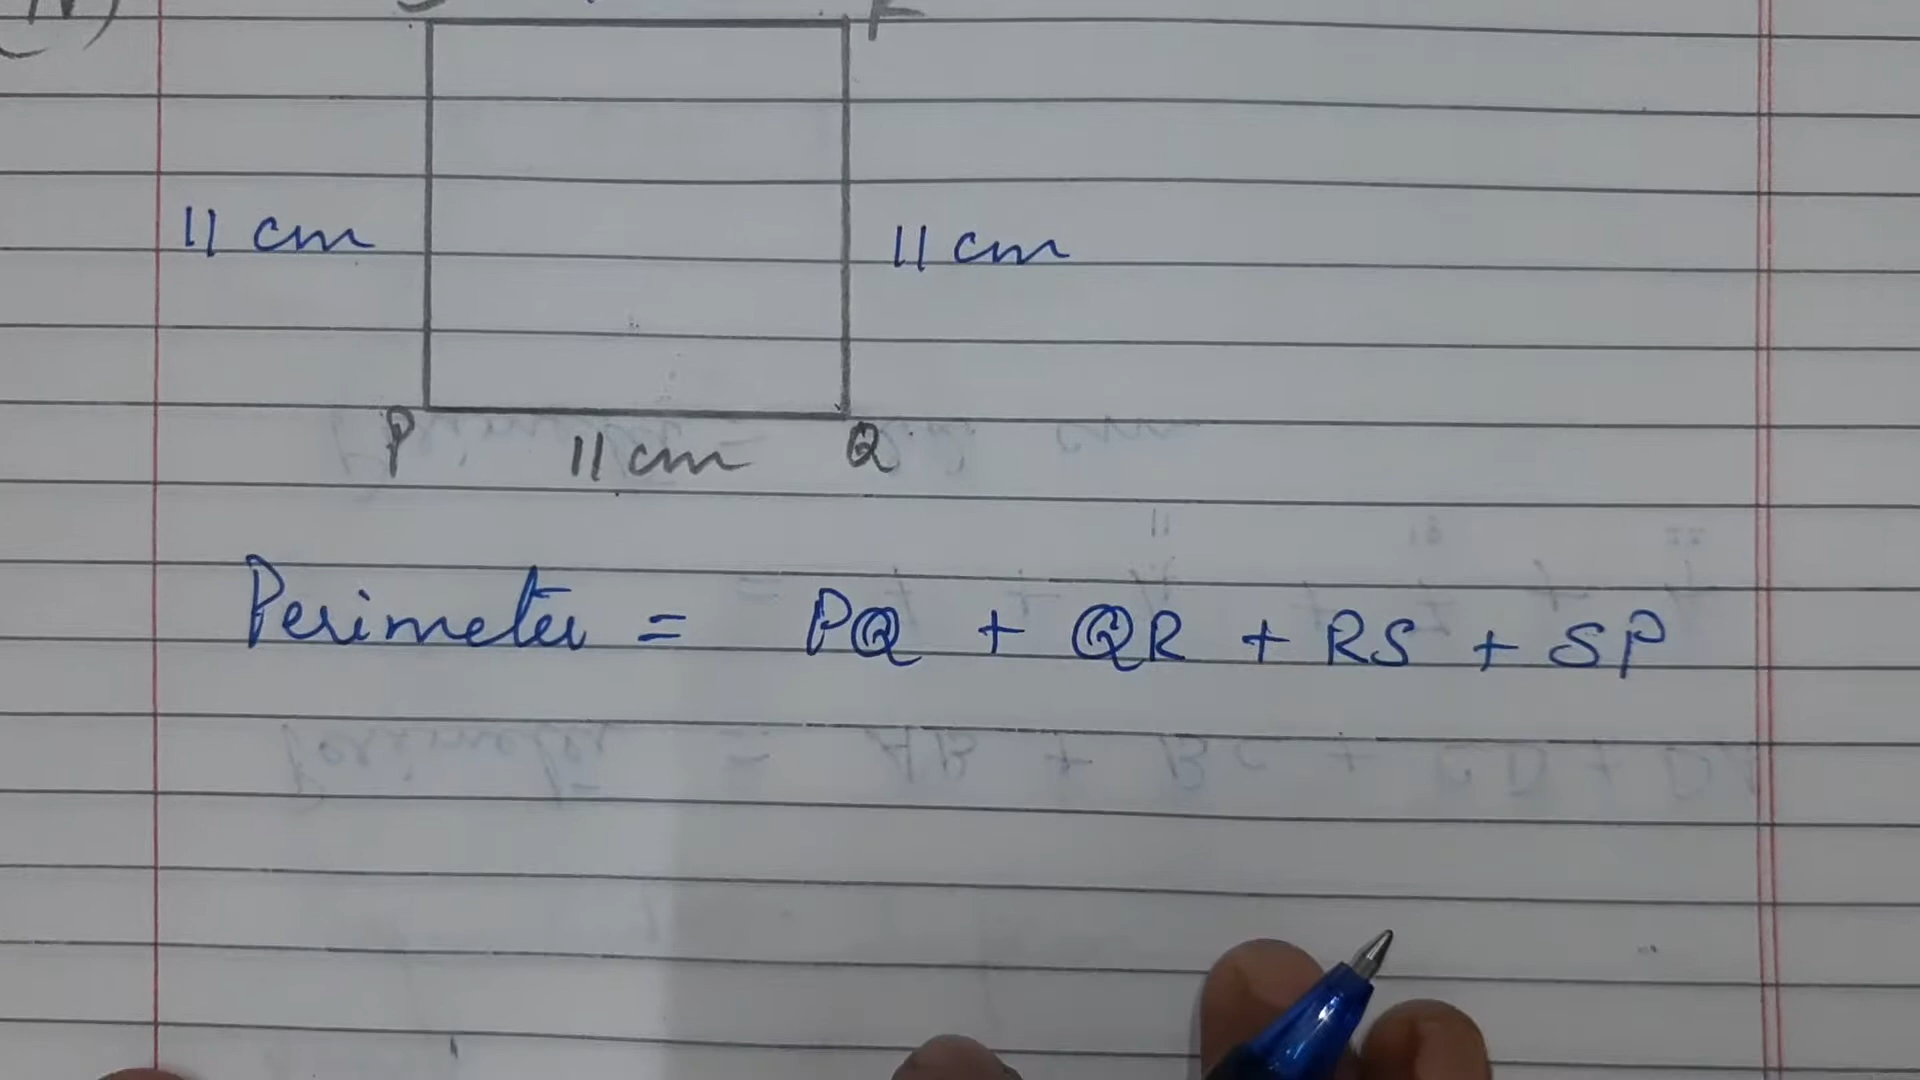 11 cm 11 cm
P 11 cm Q
Perimeter = PQ + QR + RS + SP